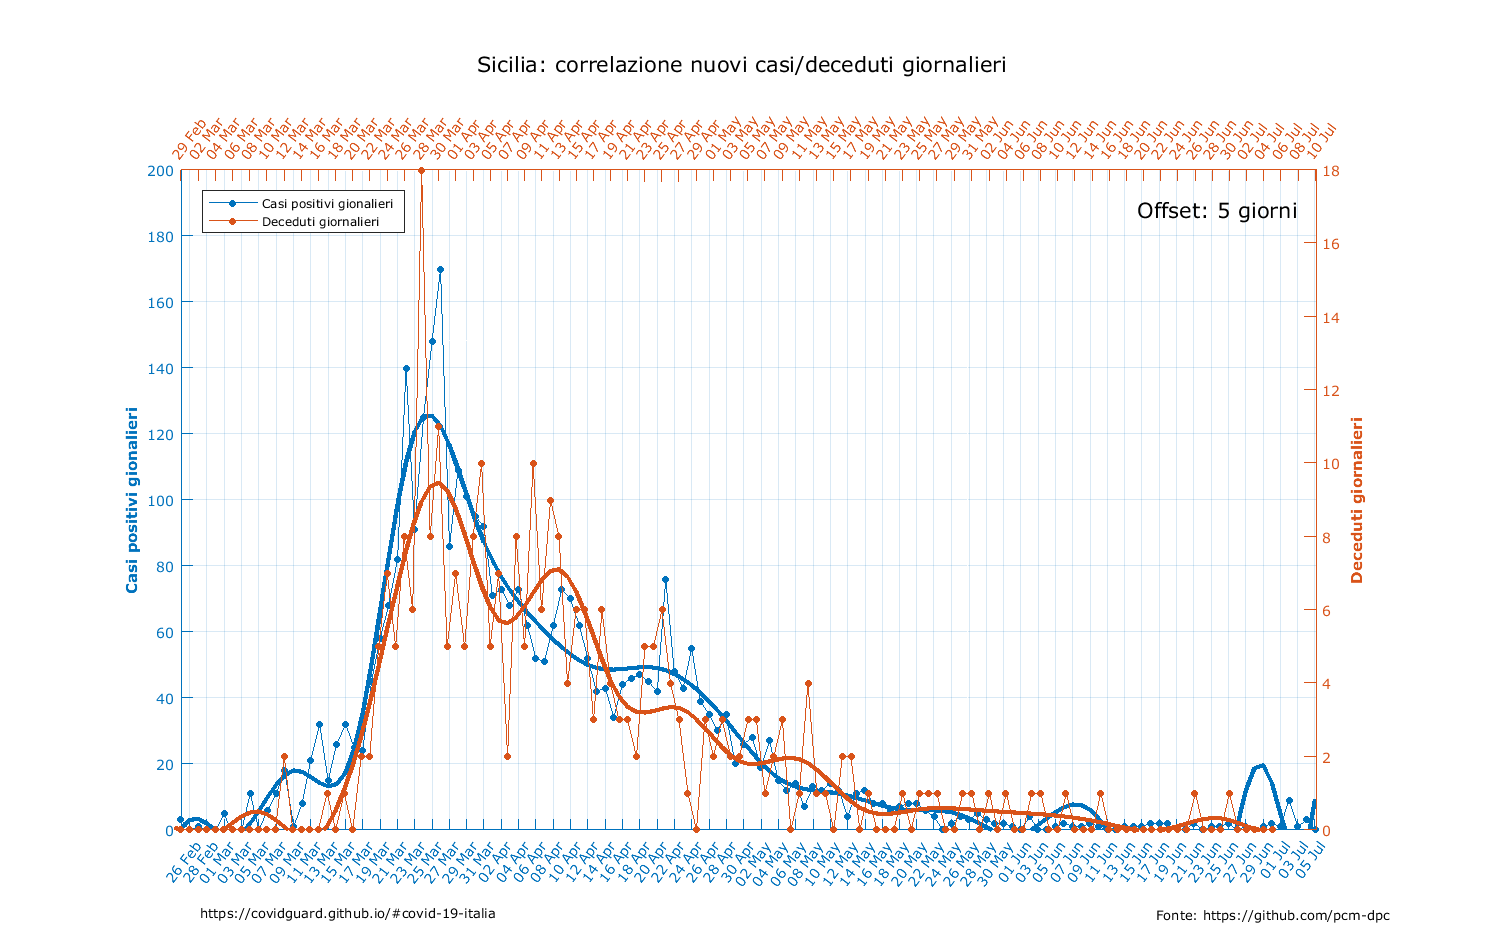 Sicilia: correlazione nuovi casi/deceduti giornalieri
29 Feb 02 Mar 04 Mar 06 Mar 08 Mar 10 Mar 12 Mar 14 Mar 16 Mar 18 Mar 20 Mar 22 Mar 24 Mar 26 Mar 28 Mar 30 Mar 01 Apr 03 Apr 05 Apr 07 Apr 09 Apr 11 Apr 13 Apr 15 Apr 17 Apr 19 Apr 21 Apr 23 Apr 25 Apr 27 Apr 29 Apr 01 May 03 May 05 May 07 May 09 May 11 May 13 May 15 May 17 May 19 May 21 May 23 May 25 May 27 May 29 May 31 May 02 Jun 04 Jun 06 Jun 08 Jun 10 Jun 12 Jun 14 Jun 16 Jun 18 Jun 20 Jun 22 Jun 24 Jun 26 Jun 28 Jun 30 Jun 02 Jul 04 Jul 06 Jul 08 Jul 10 Jul
Casi positivi gionalieri
Deceduti giornalieri
Offset: 5 giorni
200
180
160
140
120
100
80
60
40
20
0
Casi positivi gionalieri
18
16
14
12
10
8
6
4
2
0
Deceduti giornalieri
26 Feb 28 Feb 01 Mar 03 Mar 05 Mar 07 Mar 09 Mar 11 Mar 13 Mar 15 Mar 17 Mar 19 Mar 21 Mar 23 Mar 25 Mar 27 Mar 29 Mar 31 Mar 02 Apr 04 Apr 06 Apr 08 Apr 10 Apr 12 Apr 14 Apr 16 Apr 18 Apr 20 Apr 22 Apr 24 Apr 26 Apr 28 Apr 30 Apr 02 May 04 May 06 May 08 May 10 May 12 May 14 May 16 May 18 May 20 May 22 May 24 May 26 May 28 May 30 May 01 Jun 03 Jun 05 Jun 07 Jun 09 Jun 11 Jun 13 Jun 15 Jun 17 Jun 19 Jun 21 Jun 23 Jun 25 Jun 27 Jun 29 Jun 01 Jul 03 Jul 05 Jul
https://covidguard.github.io/#covid-19-italia
Fonte: https://github.com/pcm-dpc